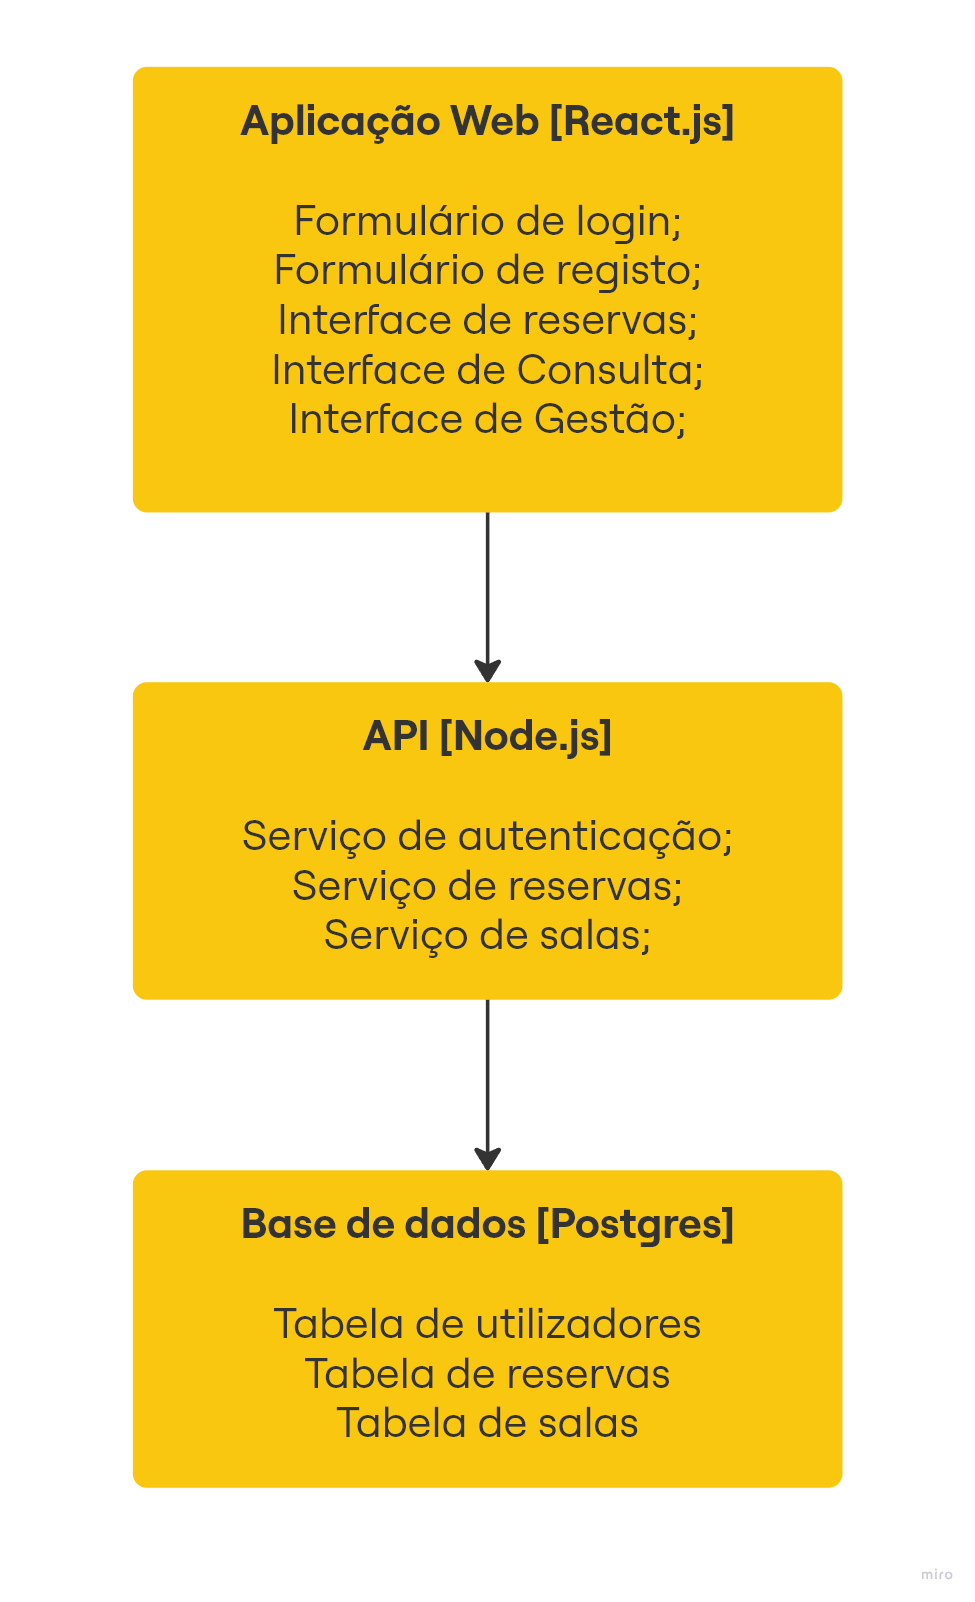 Aplicação Web [React.js]
Formulário de login;
Formulário de registo;
Interface de reservas;
Interface de Consulta;
Interface de Gestão;
API [Node.js]
Serviço de autenticação;
Serviço de reservas;
Serviço de salas;
Base de dados [Postgres]
Tabela de utilizadores
Tabela de reservas
Tabela de salas
miro